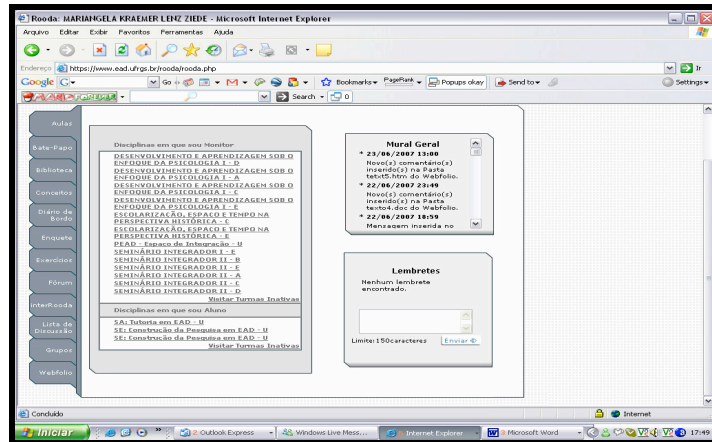 Rooda: MARIANGELA KRAEMER LENZ ZIEDE - Microsoft Internet Explorer
Arquivo Editar Exibir Favoritos Ferramentas Ajuda
Endereço https://www.ead.ufrgs.br/rooda/rooda.php Ir
Google G Go Bookmarks PageRank Popups okay Send to Settings
Search 0
Aulas
Bate-Papo
Biblioteca
Concertos
Diário de
Bordo
Enquete
Exercícios
Fórum
InterRooda
Lista de
Discussão
Grupos
Webfolio
Disciplinas em que sou Monitor
DESENVOLVIMENTO E APRENDIZAGEM SOB O
ENFOQUE DA PSICOLOGIA I - D
DESENVOLVIMENTO E APRENDIZAGEM SOB O
ENFOQUE DA PSICOLOGIA I - A
DESENVOLVIMENTO E APRENDIZAGEM SOB O
ENFOQUE DA PSICOLOGIA I - C
DESENVOLVIMENTO E APRENDIZAGEM SOB O
ENFOQUE DA PSICOLOGIA I - E
ESCOLARIZAÇÃO, ESPAÇO E TEMPO NA
PERSPECTIVA HISTÓRICA - C
ESCOLARIZAÇÃO, ESPAÇO E TEMPO NA
PERSPECTIVA HISTÓRICA - E
PEAD - Espaço de Integração - U
SEMINÁRIO INTEGRADOR I - E
SEMINÁRIO INTEGRADOR II - B
SEMINÁRIO INTEGRADOR II - E
SEMINÁRIO INTEGRADOR II - A
SEMINÁRIO INTEGRADOR II - C
SEMINÁRIO INTEGRADOR II - D
Visitar Turmas Inativas
Disciplinas em que sou Aluno
SA: Tutoria em EAD - U
SE: Construção da Pesquisa em EAD - U
SE: Construção da Pesquisa em EAD - U
Visitar Turmas Inativas
Mural Geral
* 23/06/2007 13:00
Novo(s) comentário(s)
inserido(s) na Pasta
tetxt5.htm do Webfolio.
* 22/06/2007 23:49
Novo(s) comentário(s)
inserido(s) na Pasta
texto4.doc do Webfolio.
* 22/06/2007 18:59
Mensagem inserida no
Lembretes
Nenhum lembrete
encontrado.
Limite:150caracteres Enviar
Concluído Internet
Iniciar 2 Outlook Express Windows Live Mess... Internet Explorer Microsoft Word 17:49